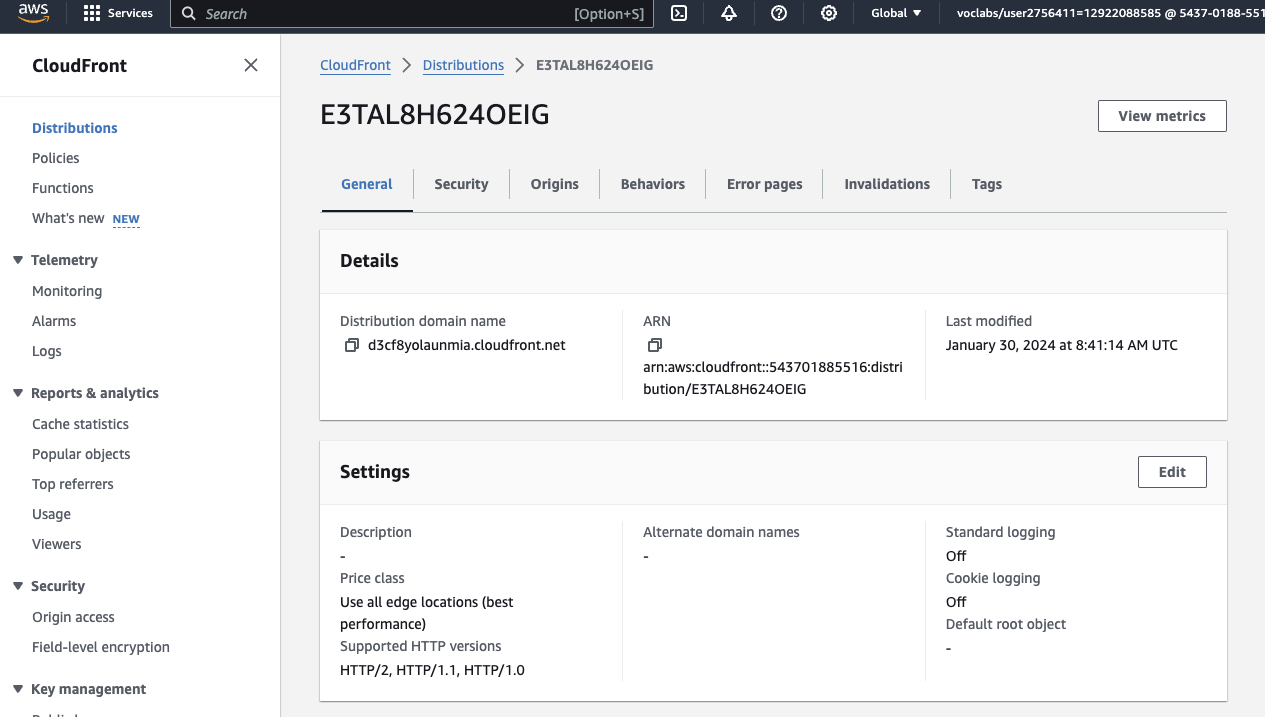 aws
Services
Search
[Option+S]
Global
voclabs/user2756411=12922088585 @ 5437-0188-551
CloudFront
Distributions
Policies
Functions
What's new NEW
Telemetry
Monitoring
Alarms
Logs
Reports & analytics
Cache statistics
Popular objects
Top referrers
Usage
Viewers
Security
Origin access
Field-level encryption
Key management
CloudFront > Distributions > E3TAL8H624OEIG
E3TAL8H624OEIG
View metrics
General
Security
Origins
Behaviors
Error pages
Invalidations
Tags
Details
Distribution domain name
d3cf8yolaunmia.cloudfront.net
ARN
arn:aws:cloudfront::543701885516:distri
bution/E3TAL8H624OEIG
Last modified
January 30, 2024 at 8:41:14 AM UTC
Settings
Edit
Description
-
Price class
Use all edge locations (best
performance)
Supported HTTP versions
HTTP/2, HTTP/1.1, HTTP/1.0
Alternate domain names
-
Standard logging
Off
Cookie logging
Off
Default root object
-